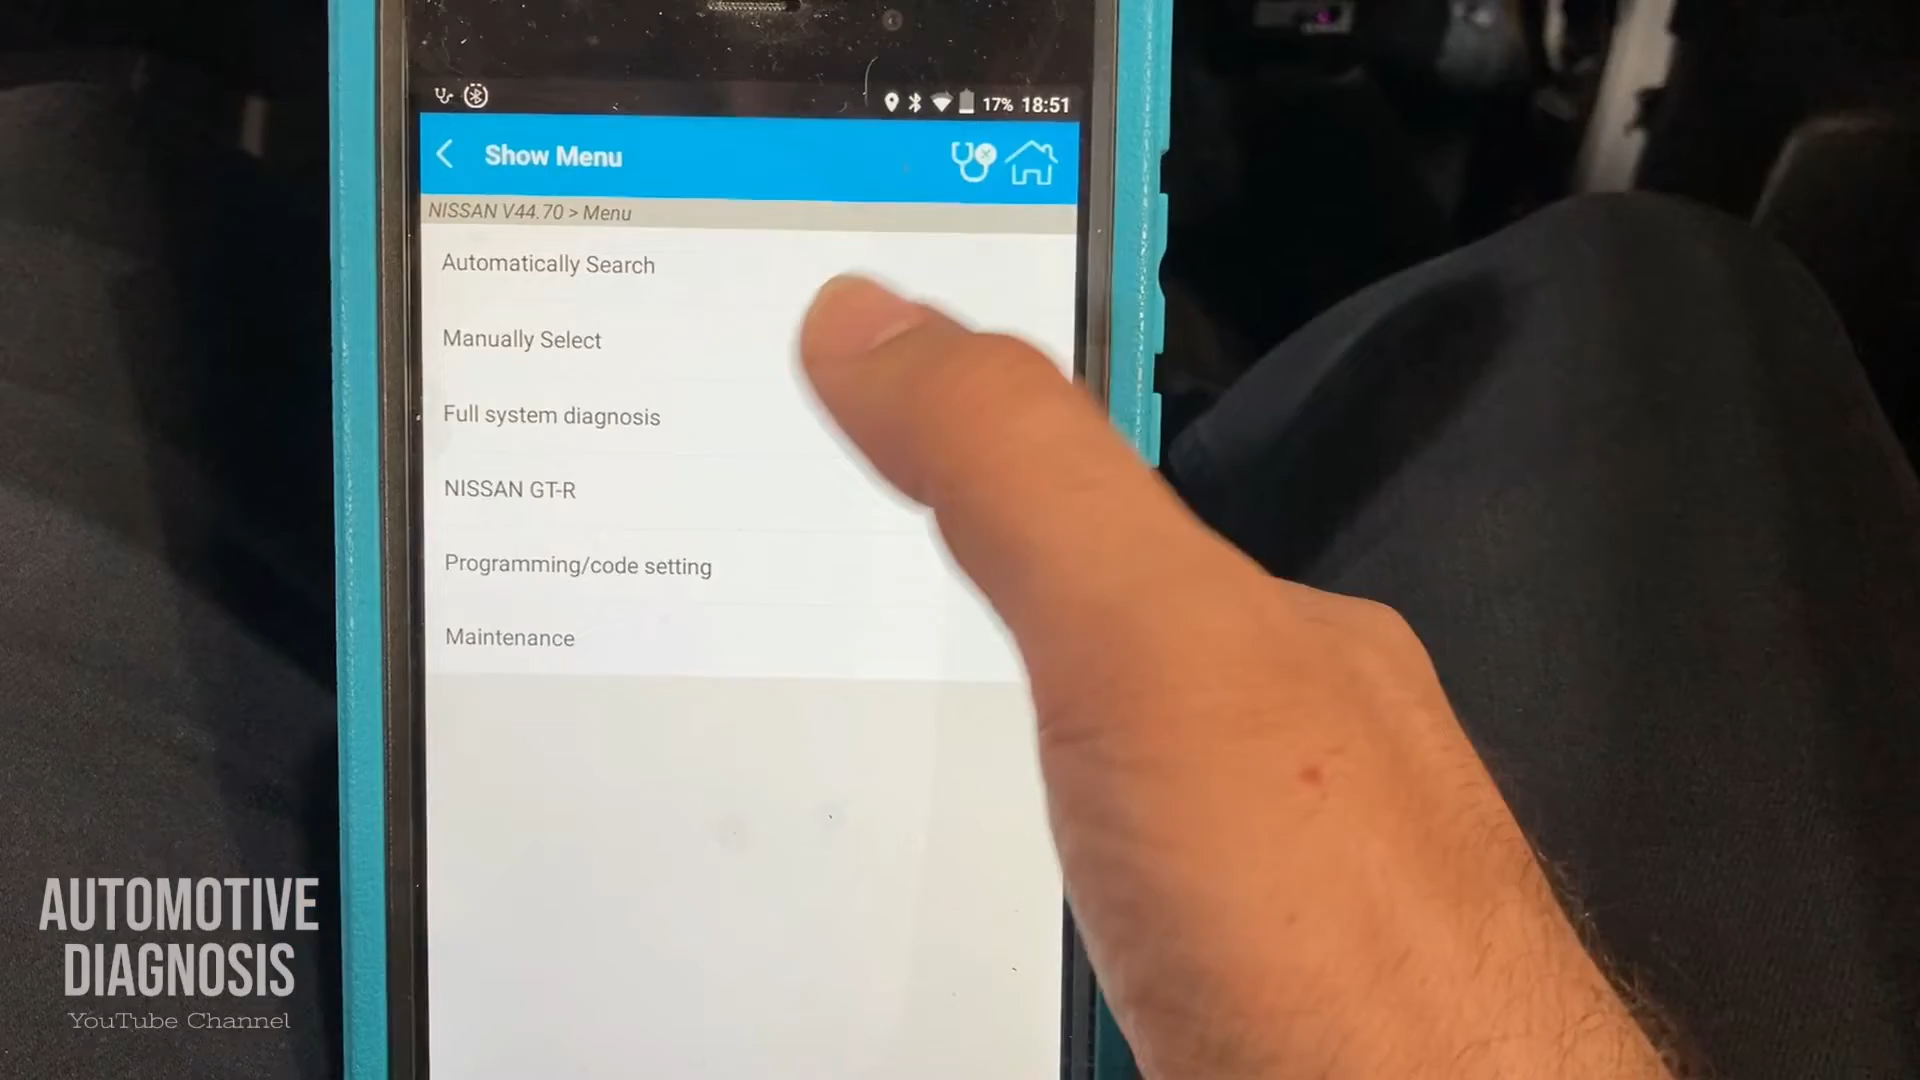 17% 18:51
Show Menu
NISSAN V44.70 > Menu
Automatically Search
Manually Select
Full system diagnosis
NISSAN GT-R
Programming/code setting
Maintenance
AUTOMOTIVE
DIAGNOSIS
YouTube Channel